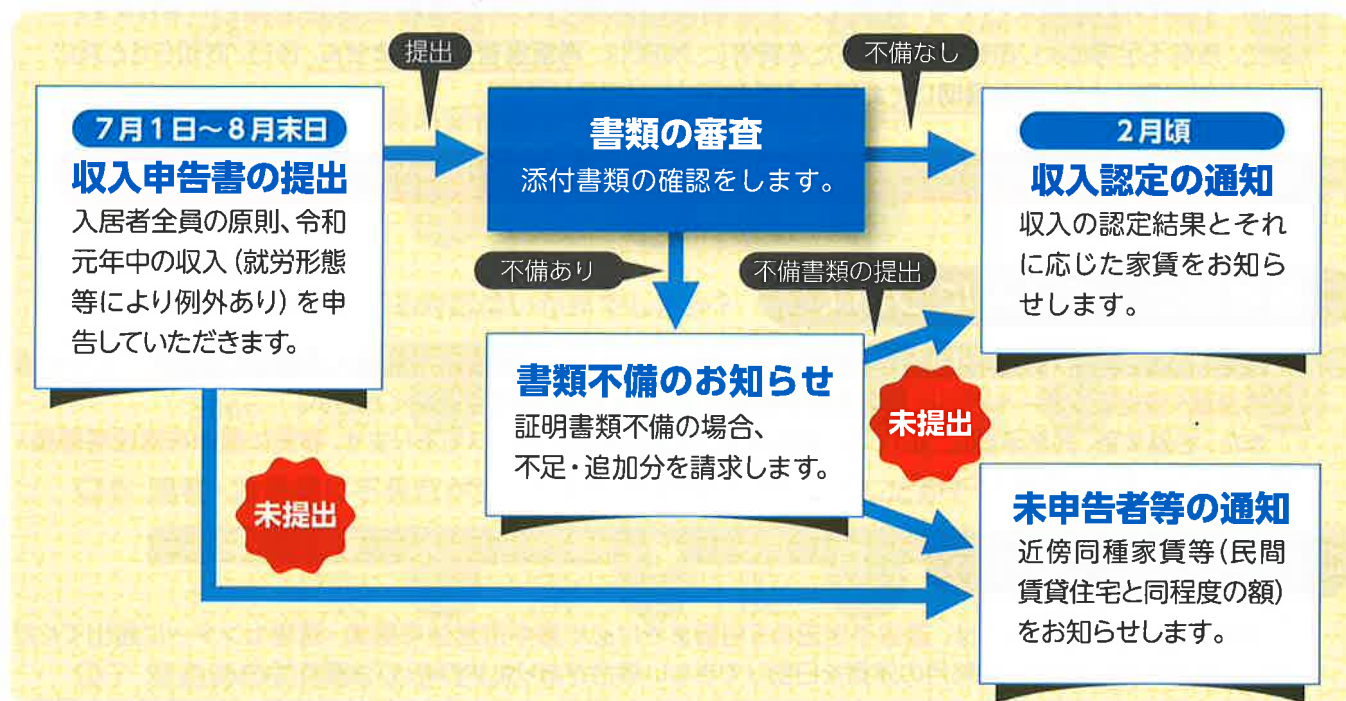 提出
不備なし
7月1日~8月末日
収入申告書の提出
入居者全員の原則、令和
元年中の収入(就労形態
等により例外あり)を申
告していただきます。
書類の審査
添付書類の確認をします。
2月頃
収入認定の通知
収入の認定結果とそれ
に応じた家賃をお知ら
せします。
不備あり
不備書類の提出
書類不備のお知らせ
証明書類不備の場合、
不足・追加分を請求します。
未提出
未提出
未申告者等の通知
近傍同種家賃等(民間
賃貸住宅と同程度の額)
をお知らせします。